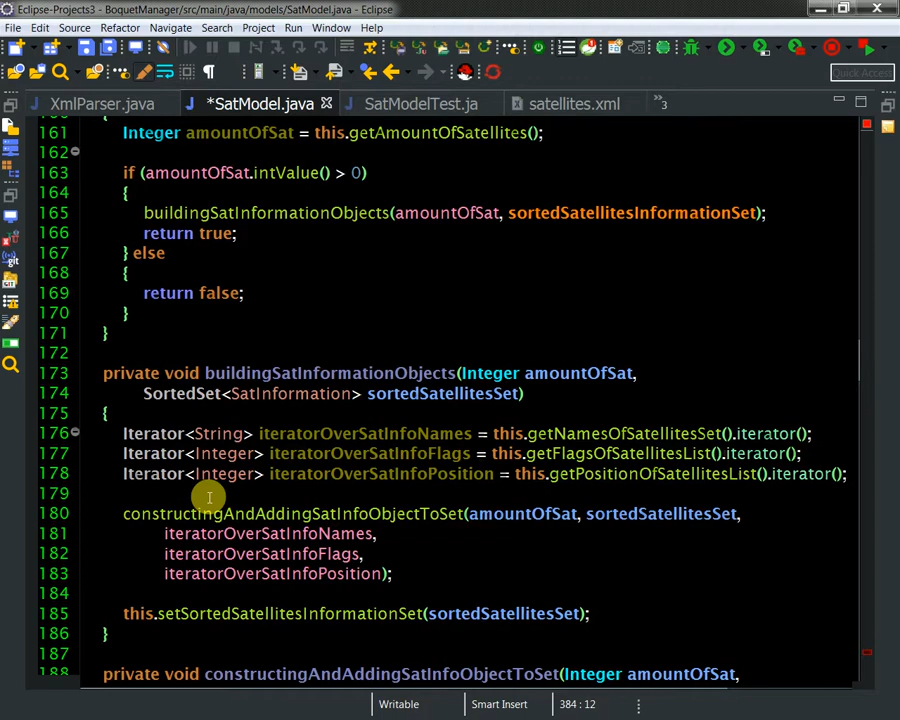 Eclipse-Projects3 - BoquetManager/src/main/java/models/SatModel.java - Eclipse
File Edit Source Refactor Navigate Search Project Run Window Help
Quick Access
XmlParser.java *SatModel.java SatModelTest.ja satellites.xml »3
161 Integer amountOfSat = this.getAmountOfSatellites();
162
163 if (amountOfSat.intValue() > 0)
164 {
165 buildingSatInformationObjects(amountOfSat, sortedSatellitesInformationSet);
166 return true;
167 } else
168 {
169 return false;
170 }
171 }
172
173 private void buildingSatInformationObjects(Integer amountOfSat,
174 SortedSet<SatInformation> sortedSatellitesSet)
175 {
176 Iterator<String> iteratorOverSatInfoNames = this.getNamesOfSatellitesSet().iterator();
177 Iterator<Integer> iteratorOverSatInfoFlags = this.getFlagsOfSatellitesList().iterator();
178 Iterator<Integer> iteratorOverSatInfoPosition = this.getPositionOfSatellitesList().iterator();
179
180 constructingAndAddingSatInfoObjectToSet(amountOfSat, sortedSatellitesSet,
181 iteratorOverSatInfoNames,
182 iteratorOverSatInfoFlags,
183 iteratorOverSatInfoPosition);
184
185 this.setSortedSatellitesInformationSet(sortedSatellitesSet);
186 }
187
188 private void constructingAndAddingSatInfoObjectToSet(Integer amountOfSat,
Writable Smart Insert 384 : 12